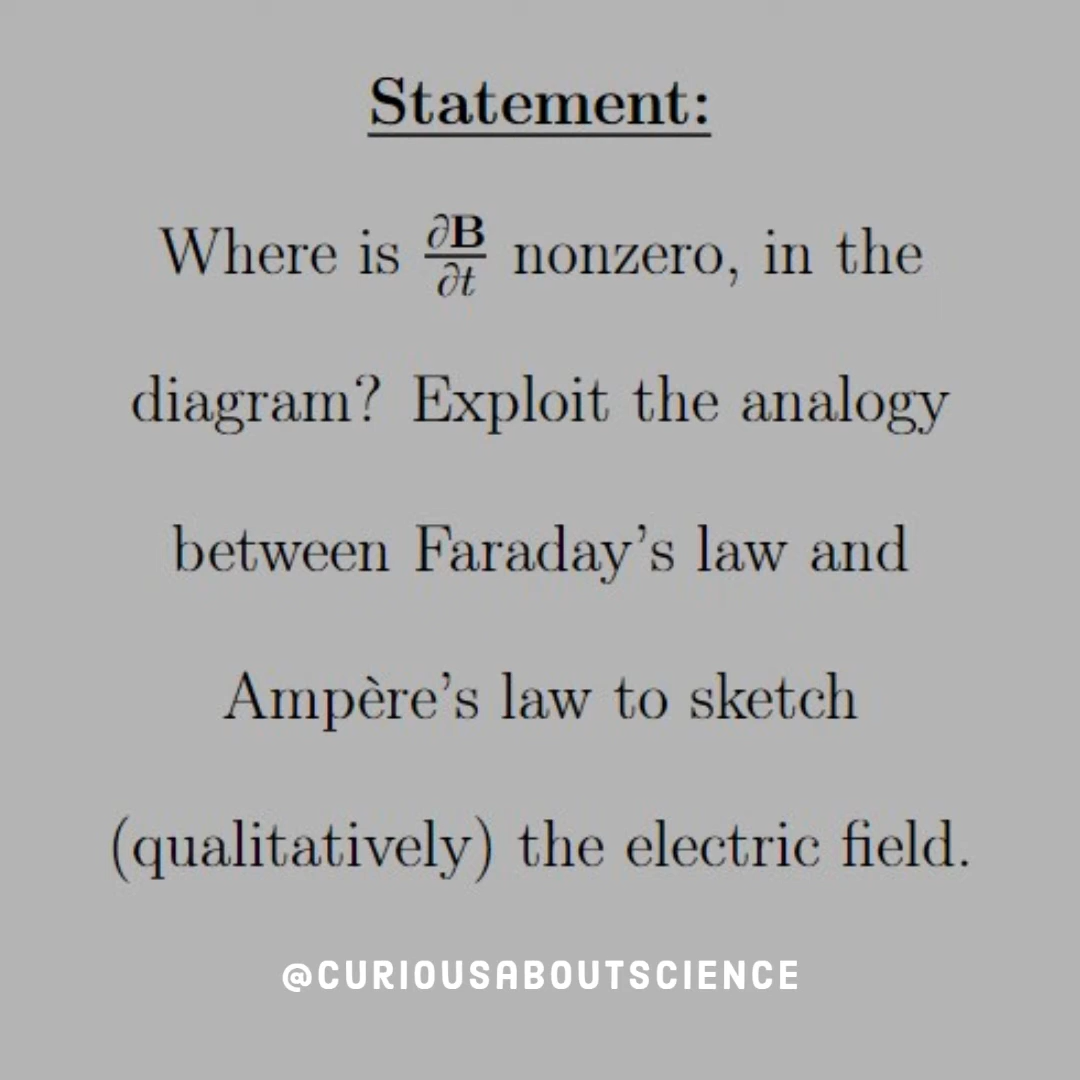 Statement:
Where is ∂B/∂t nonzero, in the
diagram? Exploit the analogy
between Faraday's law and
Ampère's law to sketch
(qualitatively) the electric field.
@CURIOUSABOUTSCIENCE